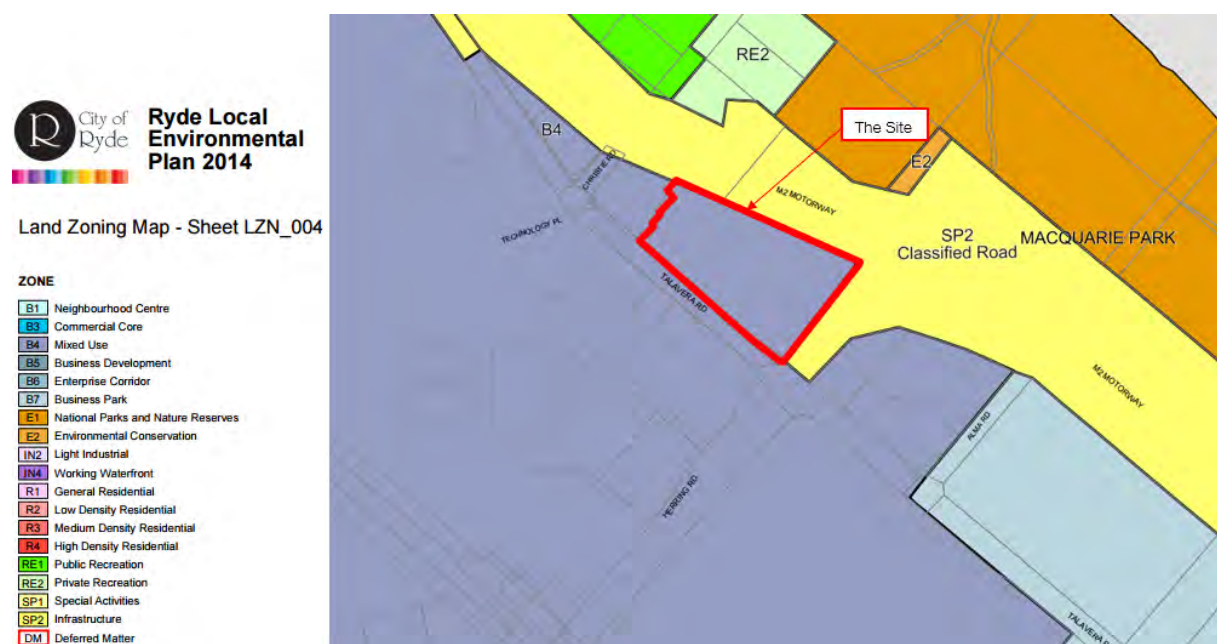 R
City of
Ryde
Ryde Local
Environmental
Plan 2014
Land Zoning Map - Sheet LZN_004
ZONE
B1 Neighbourhood Centre
B3 Commercial Core
B4 Mixed Use
B5 Business Development
B6 Enterprise Corridor
B7 Business Park
E1 National Parks and Nature Reserves
E2 Environmental Conservation
IN2 Light Industrial
IN4 Working Waterfront
R1 General Residential
R2 Low Density Residential
R3 Medium Density Residential
R4 High Density Residential
RE1 Public Recreation
RE2 Private Recreation
SP1 Special Activities
SP2 Infrastructure
DM Deferred Matter
RE2
The Site
B4
E2
CHRISTIE RD
M2 MOTORWAY
TECHNOLOGY PL
SP2
Classified Road
MACQUARIE PARK
TALAVERA RD
M2 MOTORWAY
ALMA RD
HERRING RD
TALAVERA RD